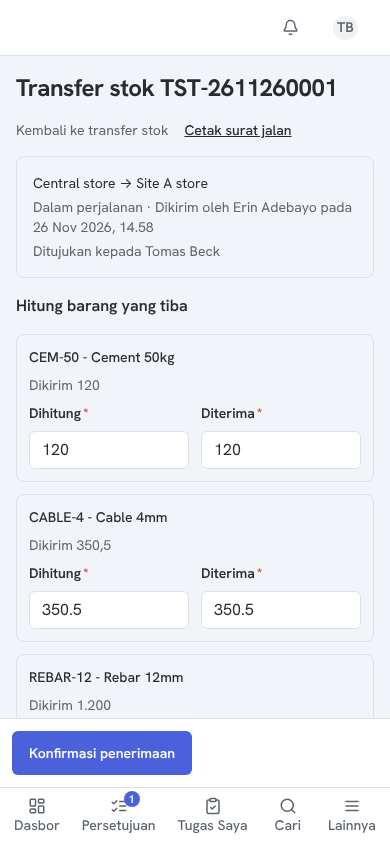 TB
Transfer stok TST-2611260001
Kembali ke transfer stok Cetak surat jalan
Central store → Site A store
Dalam perjalanan · Dikirim oleh Erin Adebayo pada
26 Nov 2026, 14.58
Ditujukan kepada Tomas Beck
Hitung barang yang tiba
CEM-50 - Cement 50kg
Dikirim 120
Dihitung* Diterima*
120 120
CABLE-4 - Cable 4mm
Dikirim 350,5
Dihitung* Diterima*
350.5 350.5
REBAR-12 - Rebar 12mm
Dikirim 1.200
Konfirmasi penerimaan
1
Dasbor Persetujuan Tugas Saya Cari Lainnya